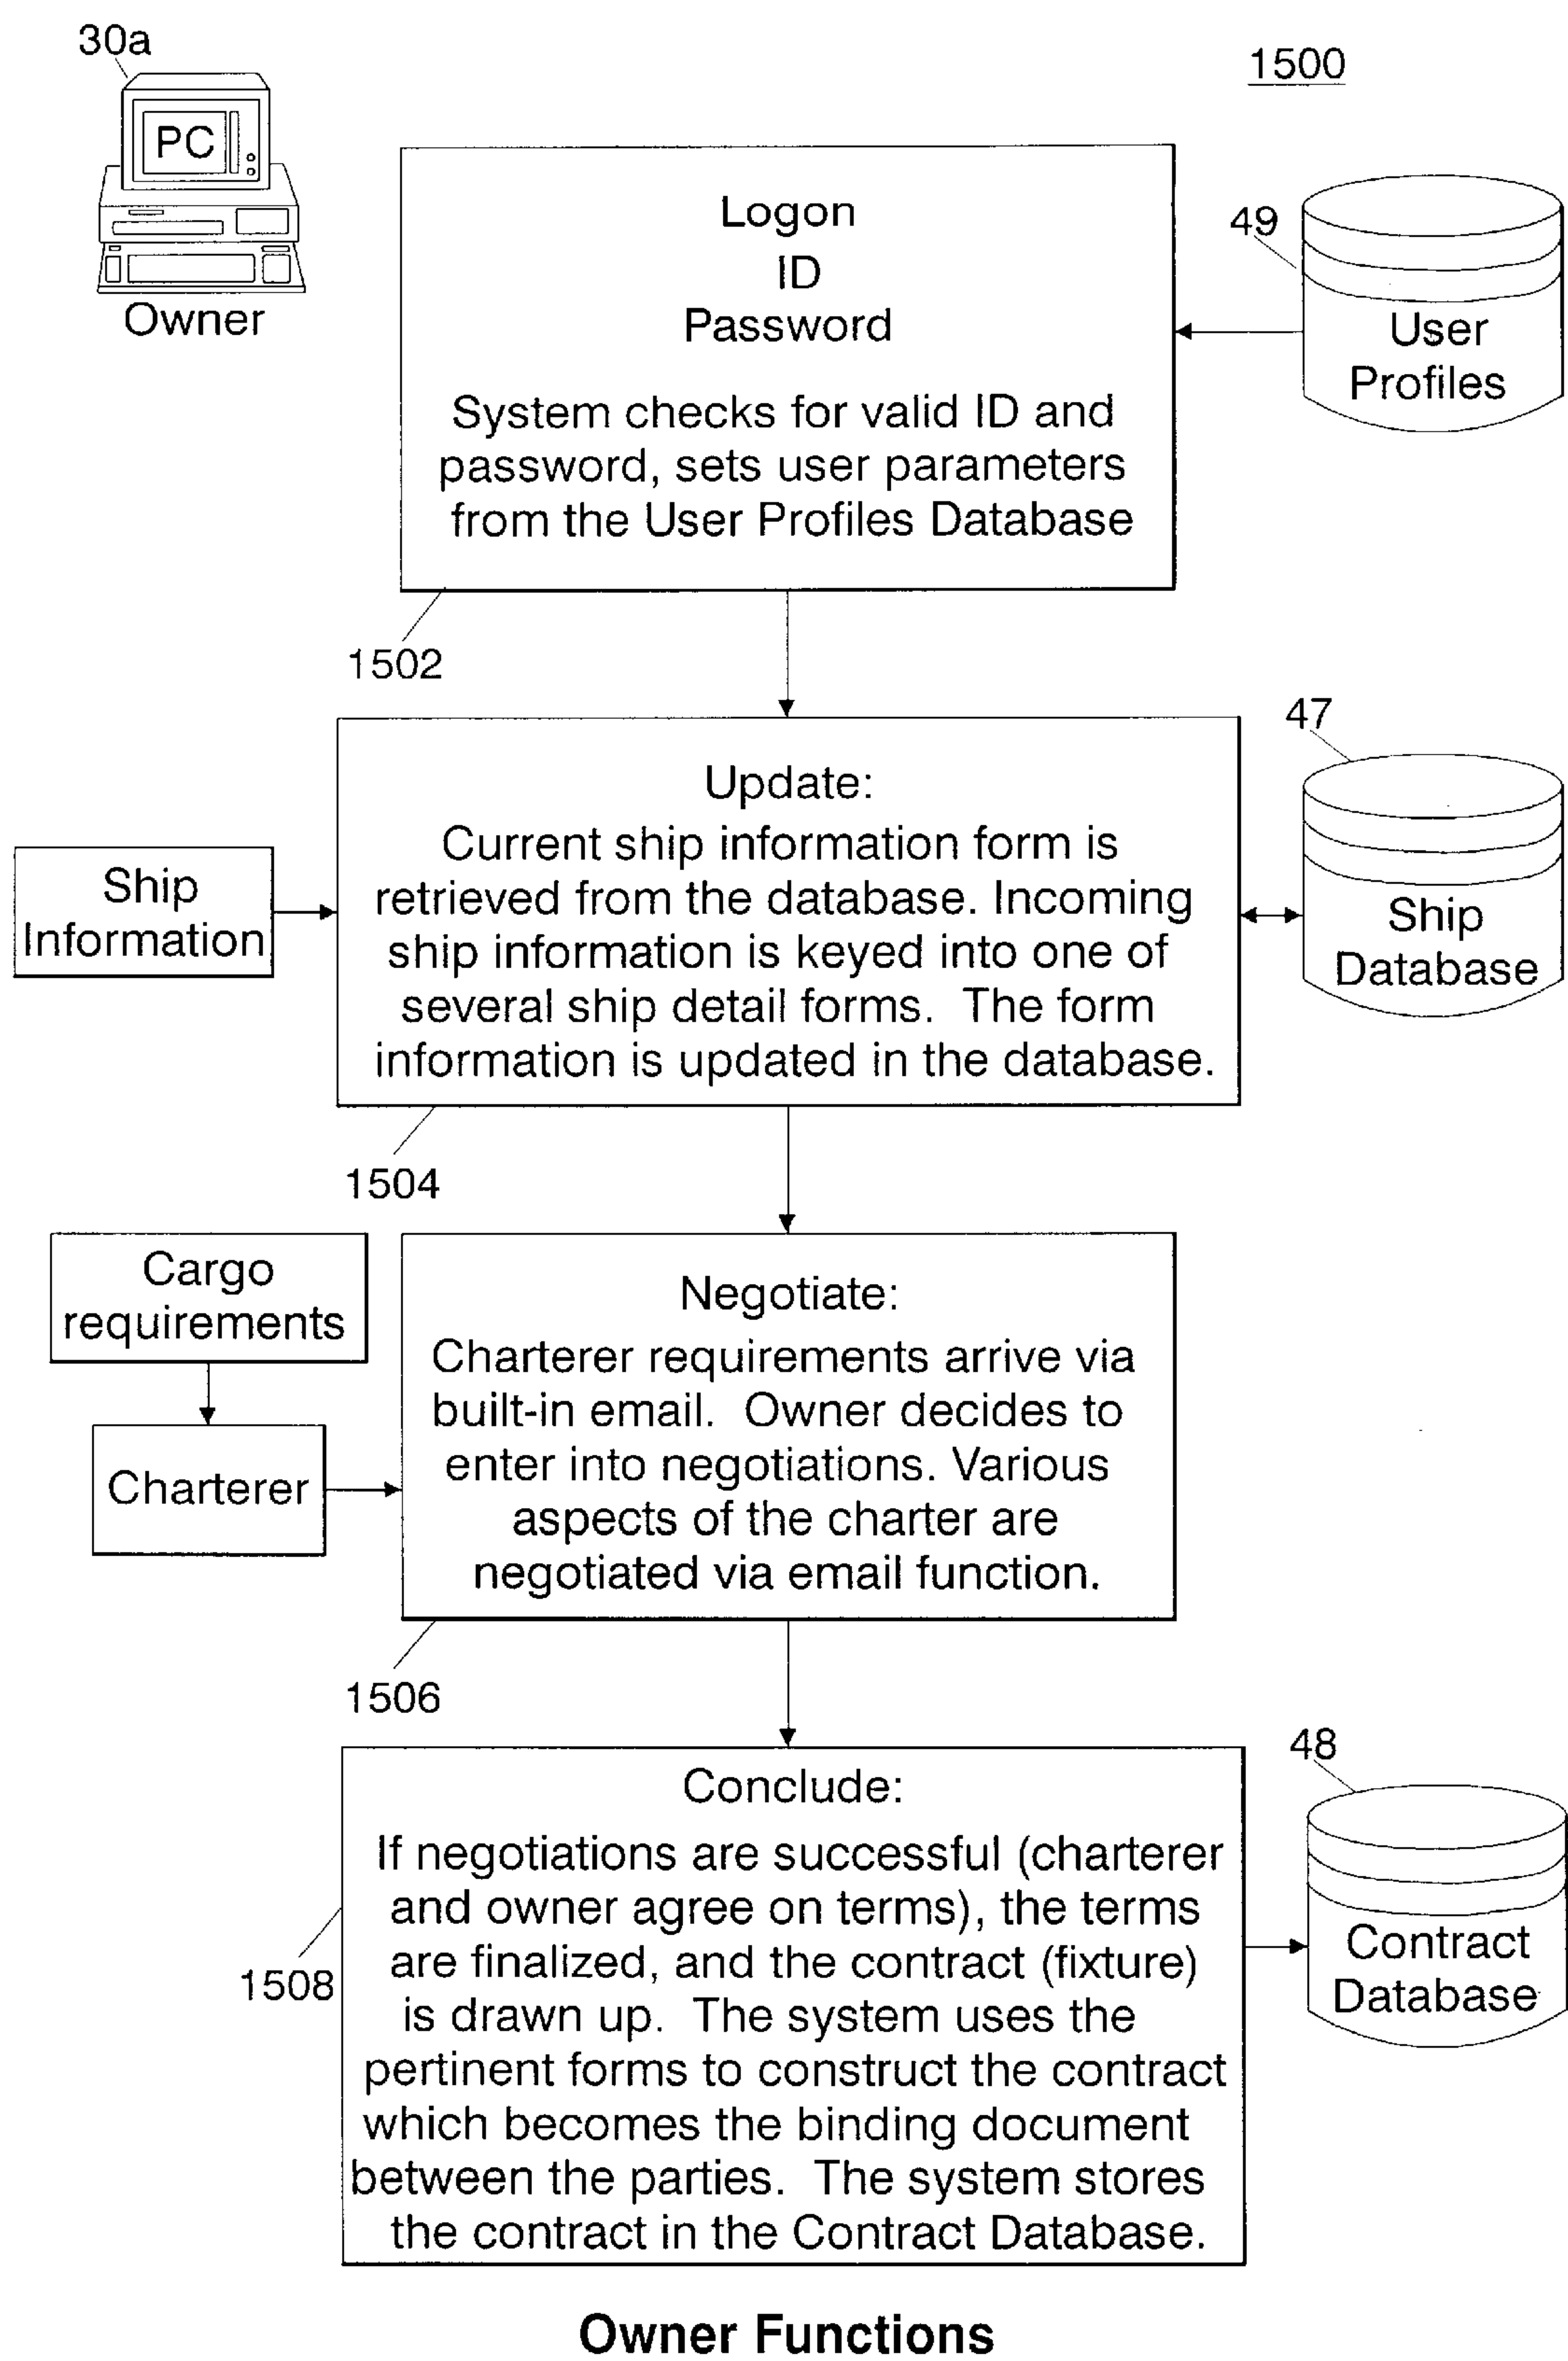 30a
1500
PC
Owner
Logon
ID
Password
System checks for valid ID and
password, sets user parameters
from the User Profiles Database
49
User
Profiles
1502
47
Ship
Information
Update:
Current ship information form is
retrieved from the database. Incoming
ship information is keyed into one of
several ship detail forms.  The form
information is updated in the database.
Ship
Database
1504
Cargo
requirements
Charterer
Negotiate:
Charterer requirements arrive via
built-in email.  Owner decides to
enter into negotiations. Various
aspects of the charter are
negotiated via email function.
1506
48
Conclude:
If negotiations are successful (charterer
and owner agree on terms), the terms
are finalized, and the contract (fixture)
is drawn up.  The system uses the
pertinent forms to construct the contract
which becomes the binding document
between the parties.  The system stores
the contract in the Contract Database.
1508
Contract
Database
Owner Functions